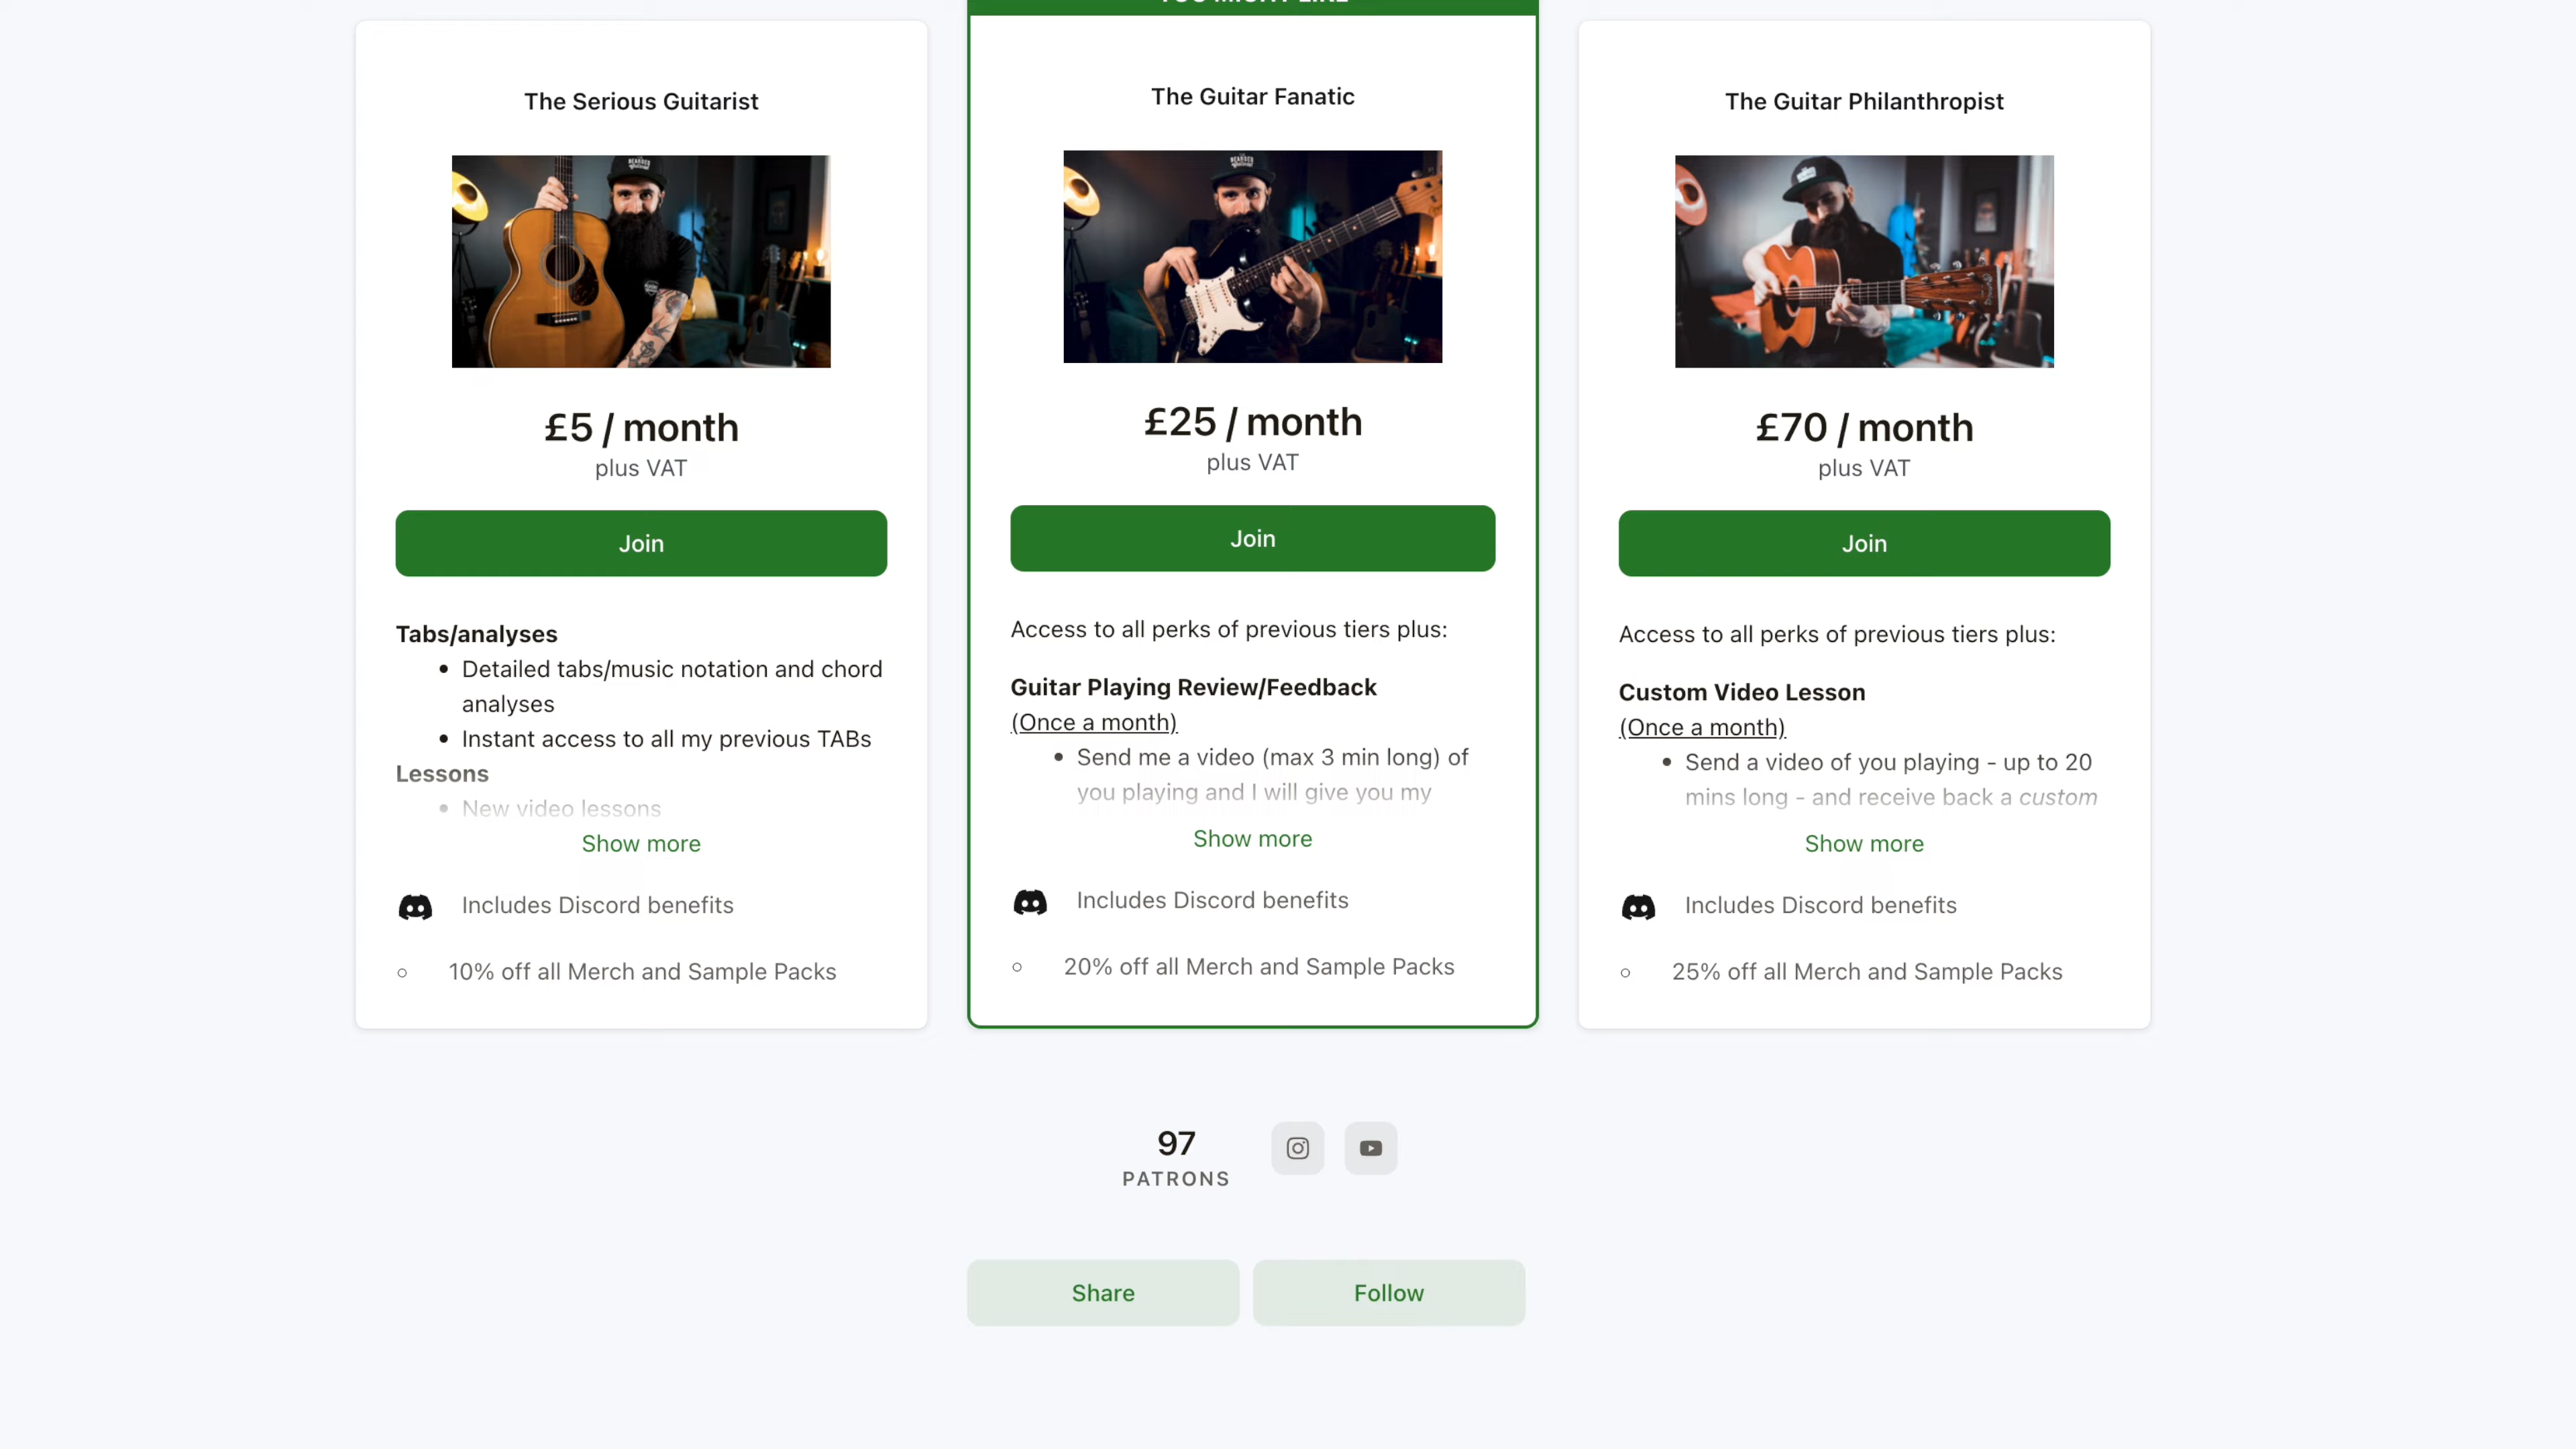 YOU MIGHT LIKE
The Serious Guitarist
£5 / month
plus VAT
Join
Tabs/analyses
Detailed tabs/music notation and chord
analyses
Instant access to all my previous TABs
Lessons
New video lessons
Show more
Includes Discord benefits
10% off all Merch and Sample Packs
The Guitar Fanatic
£25 / month
plus VAT
Join
Access to all perks of previous tiers plus:
Guitar Playing Review/Feedback
(Once a month)
Send me a video (max 3 min long) of
you playing and I will give you my
Show more
Includes Discord benefits
20% off all Merch and Sample Packs
The Guitar Philanthropist
£70 / month
plus VAT
Join
Access to all perks of previous tiers plus:
Custom Video Lesson
(Once a month)
Send a video of you playing - up to 20
mins long - and receive back a custom
Show more
Includes Discord benefits
25% off all Merch and Sample Packs
97
PATRONS
Share
Follow